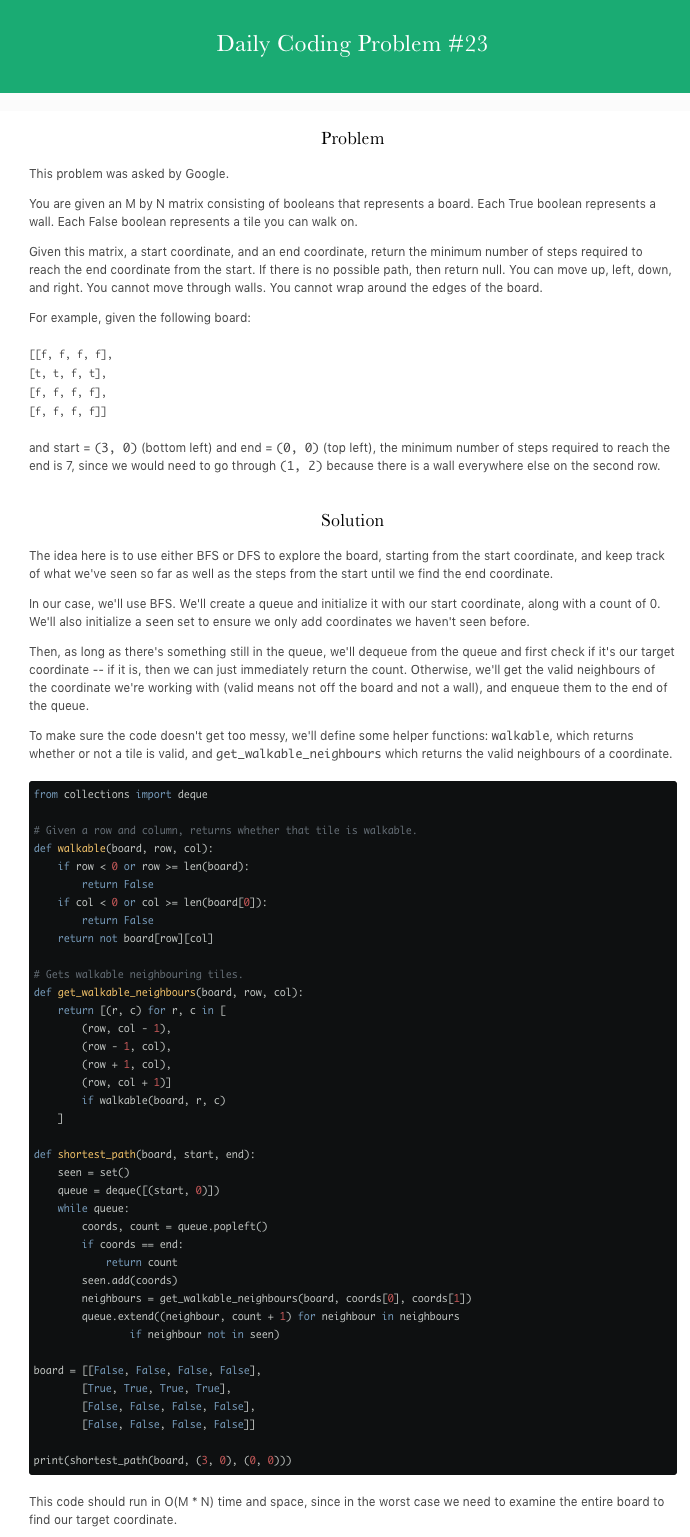 Daily Coding Problem #23
Problem
This problem was asked by Google.
You are given an M by N matrix consisting of booleans that represents a board. Each True boolean represents a
wall. Each False boolean represents a tile you can walk on.
Given this matrix, a start coordinate, and an end coordinate, return the minimum number of steps required to
reach the end coordinate from the start. If there is no possible path, then return null. You can move up, left, down,
and right. You cannot move through walls. You cannot wrap around the edges of the board.
For example, given the following board:
[[f, f, f, f],
[t, t, f, t],
[f, f, f, f],
[f, f, f, f]]
and start = (3, 0) (bottom left) and end = (0, 0) (top left), the minimum number of steps required to reach the
end is 7, since we would need to go through (1, 2) because there is a wall everywhere else on the second row.
Solution
The idea here is to use either BFS or DFS to explore the board, starting from the start coordinate, and keep track
of what we've seen so far as well as the steps from the start until we find the end coordinate.
In our case, we'll use BFS. We'll create a queue and initialize it with our start coordinate, along with a count of 0.
We'll also initialize a seen set to ensure we only add coordinates we haven't seen before.
Then, as long as there's something still in the queue, we'll dequeue from the queue and first check if it's our target
coordinate -- if it is, then we can just immediately return the count. Otherwise, we'll get the valid neighbours of
the coordinate we're working with (valid means not off the board and not a wall), and enqueue them to the end of
the queue.
To make sure the code doesn't get too messy, we'll define some helper functions: walkable, which returns
whether or not a tile is valid, and get_walkable_neighbours which returns the valid neighbours of a coordinate.
from collections import deque
# Given a row and column, returns whether that tile is walkable.
def walkable(board, row, col):
    if row < 0 or row >= len(board):
        return False
    if col < 0 or col >= len(board[0]):
        return False
    return not board[row][col]
# Gets walkable neighbouring tiles.
def get_walkable_neighbours(board, row, col):
    return [(r, c) for r, c in [
        (row, col - 1),
        (row - 1, col),
        (row + 1, col),
        (row, col + 1)]
        if walkable(board, r, c)
    ]
def shortest_path(board, start, end):
    seen = set()
    queue = deque([(start, 0)])
    while queue:
        coords, count = queue.popleft()
        if coords == end:
            return count
        seen.add(coords)
        neighbours = get_walkable_neighbours(board, coords[0], coords[1])
        queue.extend((neighbour, count + 1) for neighbour in neighbours
                if neighbour not in seen)
board = [[False, False, False, False],
        [True, True, True, True],
        [False, False, False, False],
        [False, False, False, False]]
print(shortest_path(board, (3, 0), (0, 0)))
This code should run in O(M * N) time and space, since in the worst case we need to examine the entire board to
find our target coordinate.